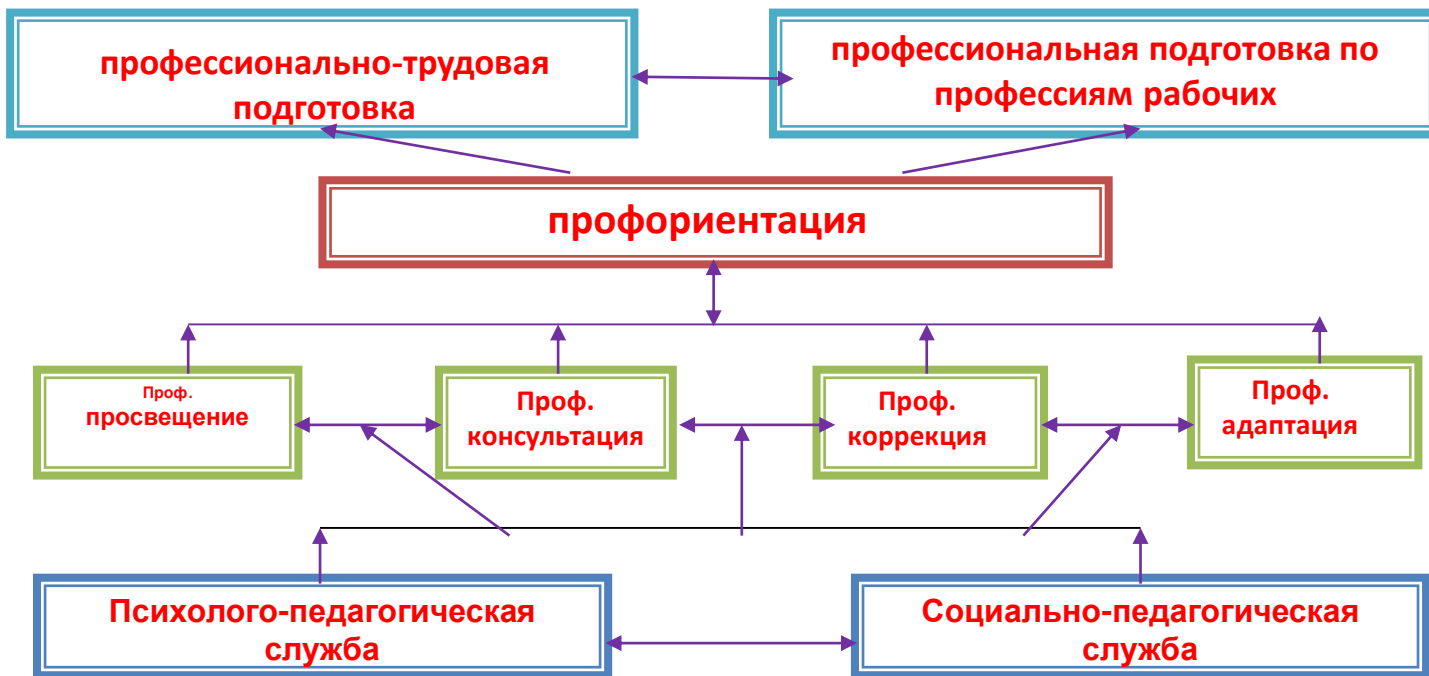 профессионально-трудовая
подготовка
профессиональная подготовка по
профессиям рабочих
профориентация
Проф.
просвещение
Проф.
консультация
Проф.
коррекция
Проф.
адаптация
Психолого-педагогическая
служба
Социально-педагогическая
служба